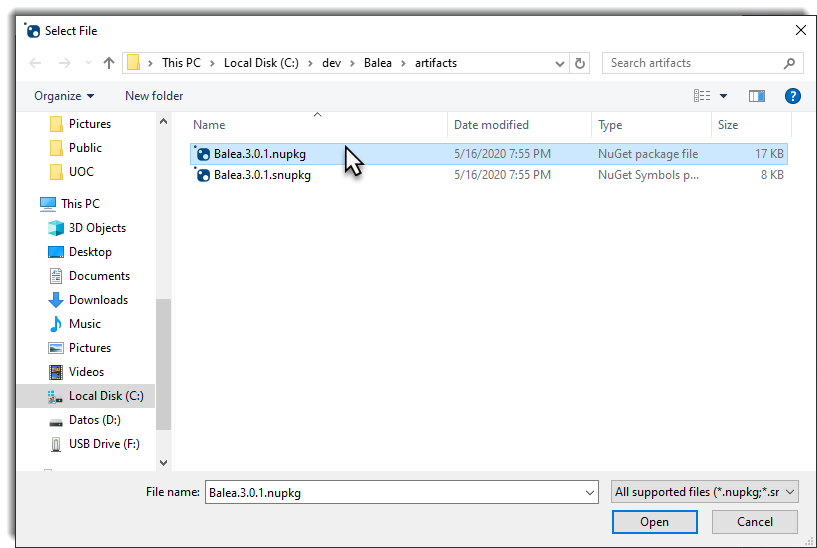 Select File
This PC > Local Disk (C:) > dev > Balea > artifacts
Search artifacts
Organize
New folder
Name
Date modified
Type
Size
Balea.3.0.1.nupkg 5/16/2020 7:55 PM NuGet package file 17 KB
Balea.3.0.1.snupkg 5/16/2020 7:55 PM NuGet Symbols p... 8 KB
Pictures
Public
UOC
This PC
3D Objects
Desktop
Documents
Downloads
Music
Pictures
Videos
Local Disk (C:)
Datos (D:)
USB Drive (F:)
File name: Balea.3.0.1.nupkg
All supported files (*.nupkg;*.sr
Open
Cancel